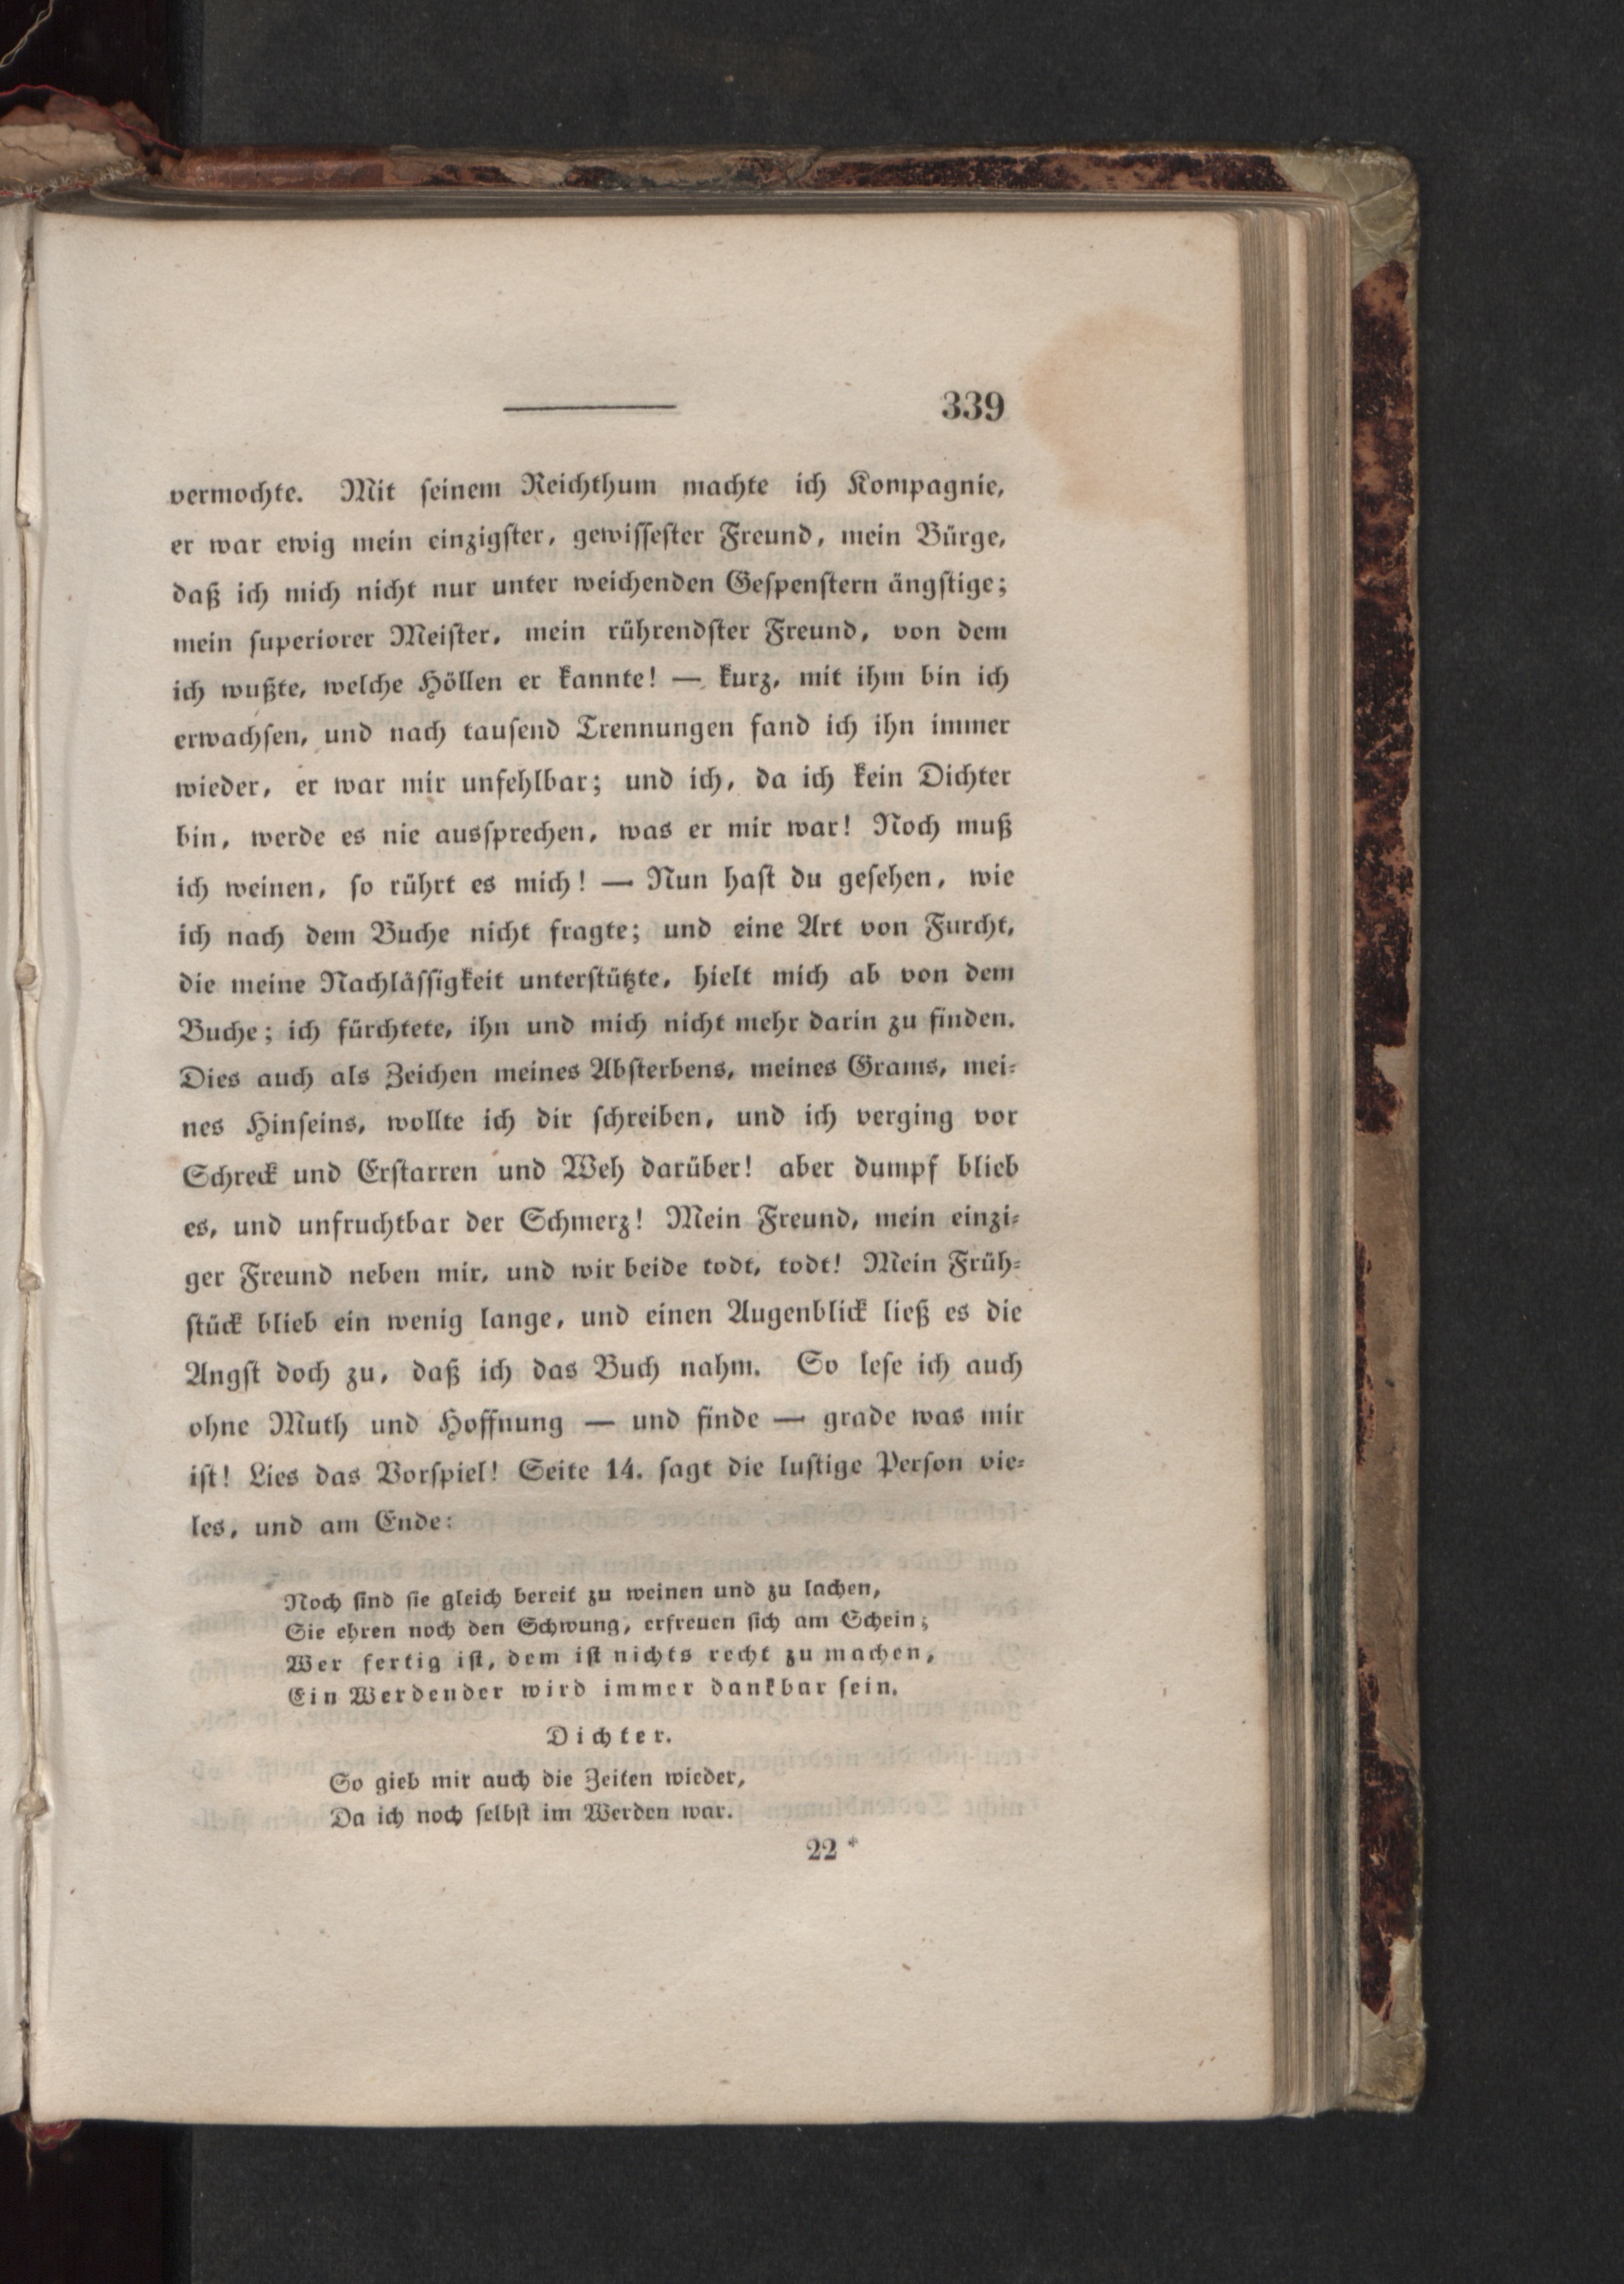 339
vermochte. Mit seinem Reichthum machte ich Kompagnie,
er war ewig mein einzigster, gewissester Freund, mein Bürge,
daß ich mich nicht nur unter weichenden Gespenstern ängstige;
mein superiorer Meister, mein rührendster Freund, von dem
ich wußte, welche Höllen er kannte! — kurz, mit ihm bin ich
erwachsen, und nach tausend Trennungen fand ich ihn immer
wieder, er war mir unfehlbar; und ich, da ich kein Dichter
bin, werde es nie aussprechen, was er mir war! Noch muß
ich weinen, so rührt es mich! — Nun hast du gesehen, wie
ich nach dem Buche nicht fragte; und eine Art von Furcht,
die meine Nachlässigkeit unterstützte, hielt mich ab von dem
Buche; ich fürchtete, ihn und mich nicht mehr darin zu finden.
Dies auch als Zeichen meines Absterbens, meines Grams, mei-
nes Hinseins, wollte ich dir schreiben, und ich verging vor
Schreck und Erstarren und Weh darüber! aber dumpf blieb
es, und unfruchtbar der Schmerz! Mein Freund, mein einzi-
ger Freund neben mir, und wir beide todt, todt! Mein Früh-
stück blieb ein wenig lange, und einen Augenblick ließ es die
Angst doch zu, daß ich das Buch nahm. So lese ich auch
ohne Muth und Hoffnung — und finde — grade was mir
ist! Lies das Vorspiel! Seite 14. sagt die lustige Person vie-
les, und am Ende:
Noch sind sie gleich bereit zu weinen und zu lachen,
Sie ehren noch den Schwung, erfreuen sich am Schein;
Wer fertig ist, dem ist nichts recht zu machen,
Ein Werdender wird immer dankbar sein.
Dichter.
So gieb mir auch die Zeiten wieder,
Da ich noch selbst im Werden war.
22 *